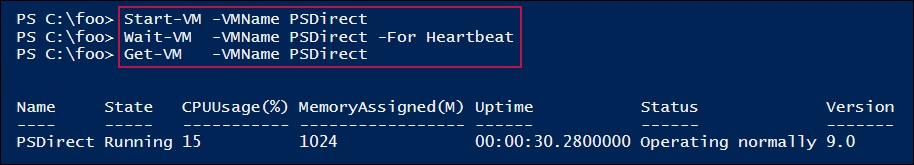 PS C:\foo> Start-VM -VMName PSDirect
PS C:\foo> Wait-VM  -VMName PSDirect -For Heartbeat
PS C:\foo> Get-VM   -VMName PSDirect
Name     State   CPUUsage(%) MemoryAssigned(M) Uptime           Status             Version
----     -----   ----------- ----------------- ------           ------             -------
PSDirect Running 15          1024              00:00:30.2800000 Operating normally 9.0